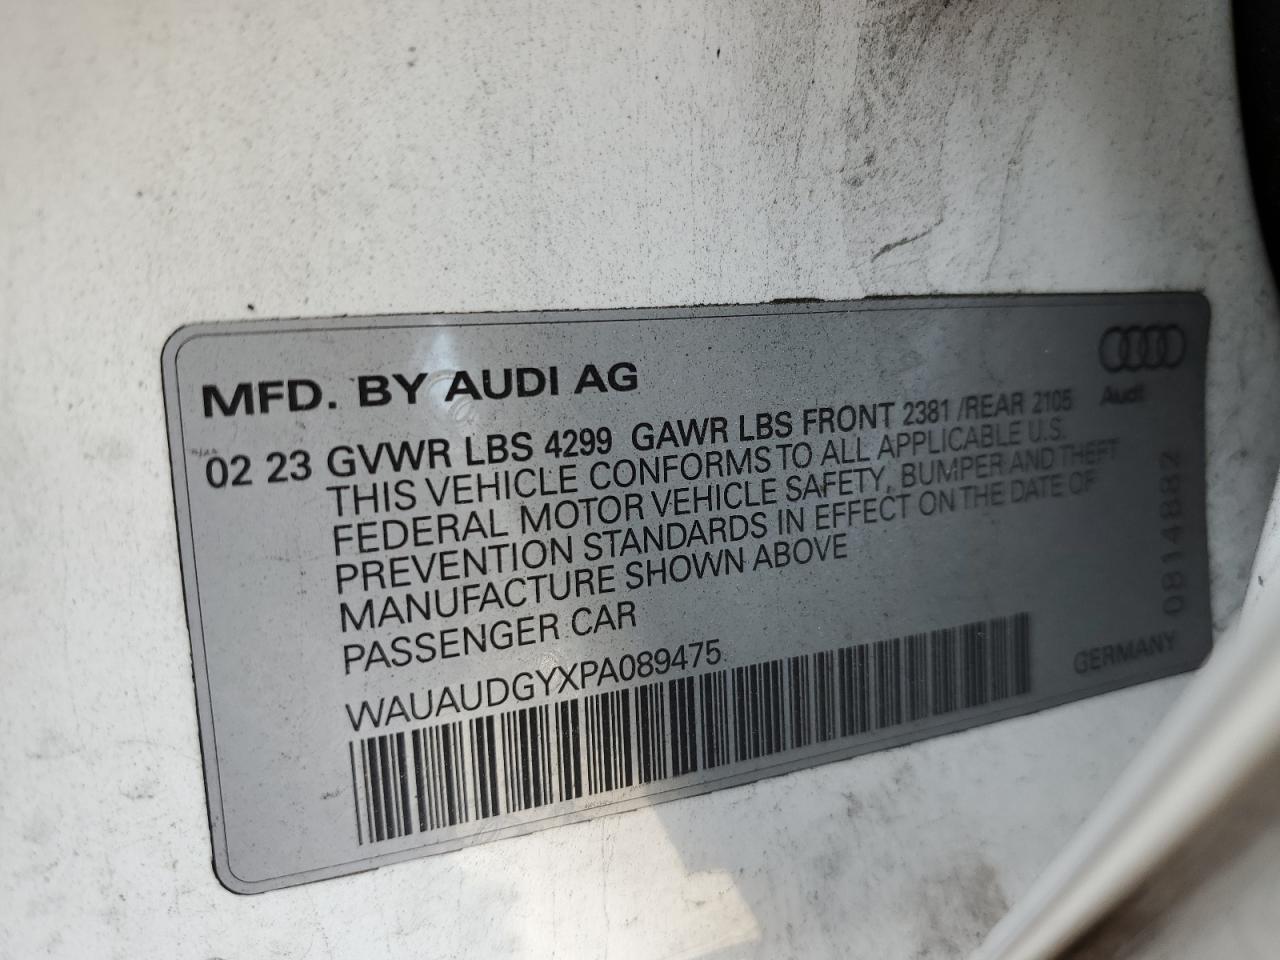 MFD. BY AUDI AG
Audi
02 23 GVWR LBS 4299 GAWR LBS FRONT 2381 /REAR 2105
THIS VEHICLE CONFORMS TO ALL APPLICABLE U.S.
FEDERAL MOTOR VEHICLE SAFETY, BUMPER AND THEFT
PREVENTION STANDARDS IN EFFECT ON THE DATE OF
MANUFACTURE SHOWN ABOVE
PASSENGER CAR
WAUAUDGYXPA089475
GERMANY
0814882